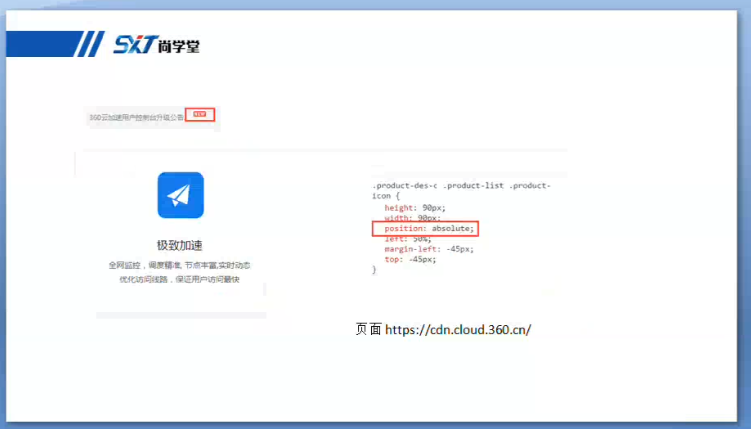 SXT尚学堂
360云加速用户控制台升级公告 NEW
极致加速
全网监控，调度精准, 节点丰富,实时动态
优化访问线路，保证用户访问最快
.product-des-c .product-list .product-
icon {
height: 90px;
width: 90px;
position: absolute;
left: 50%;
margin-left: -45px;
top: -45px;
}
页面 https://cdn.cloud.360.cn/